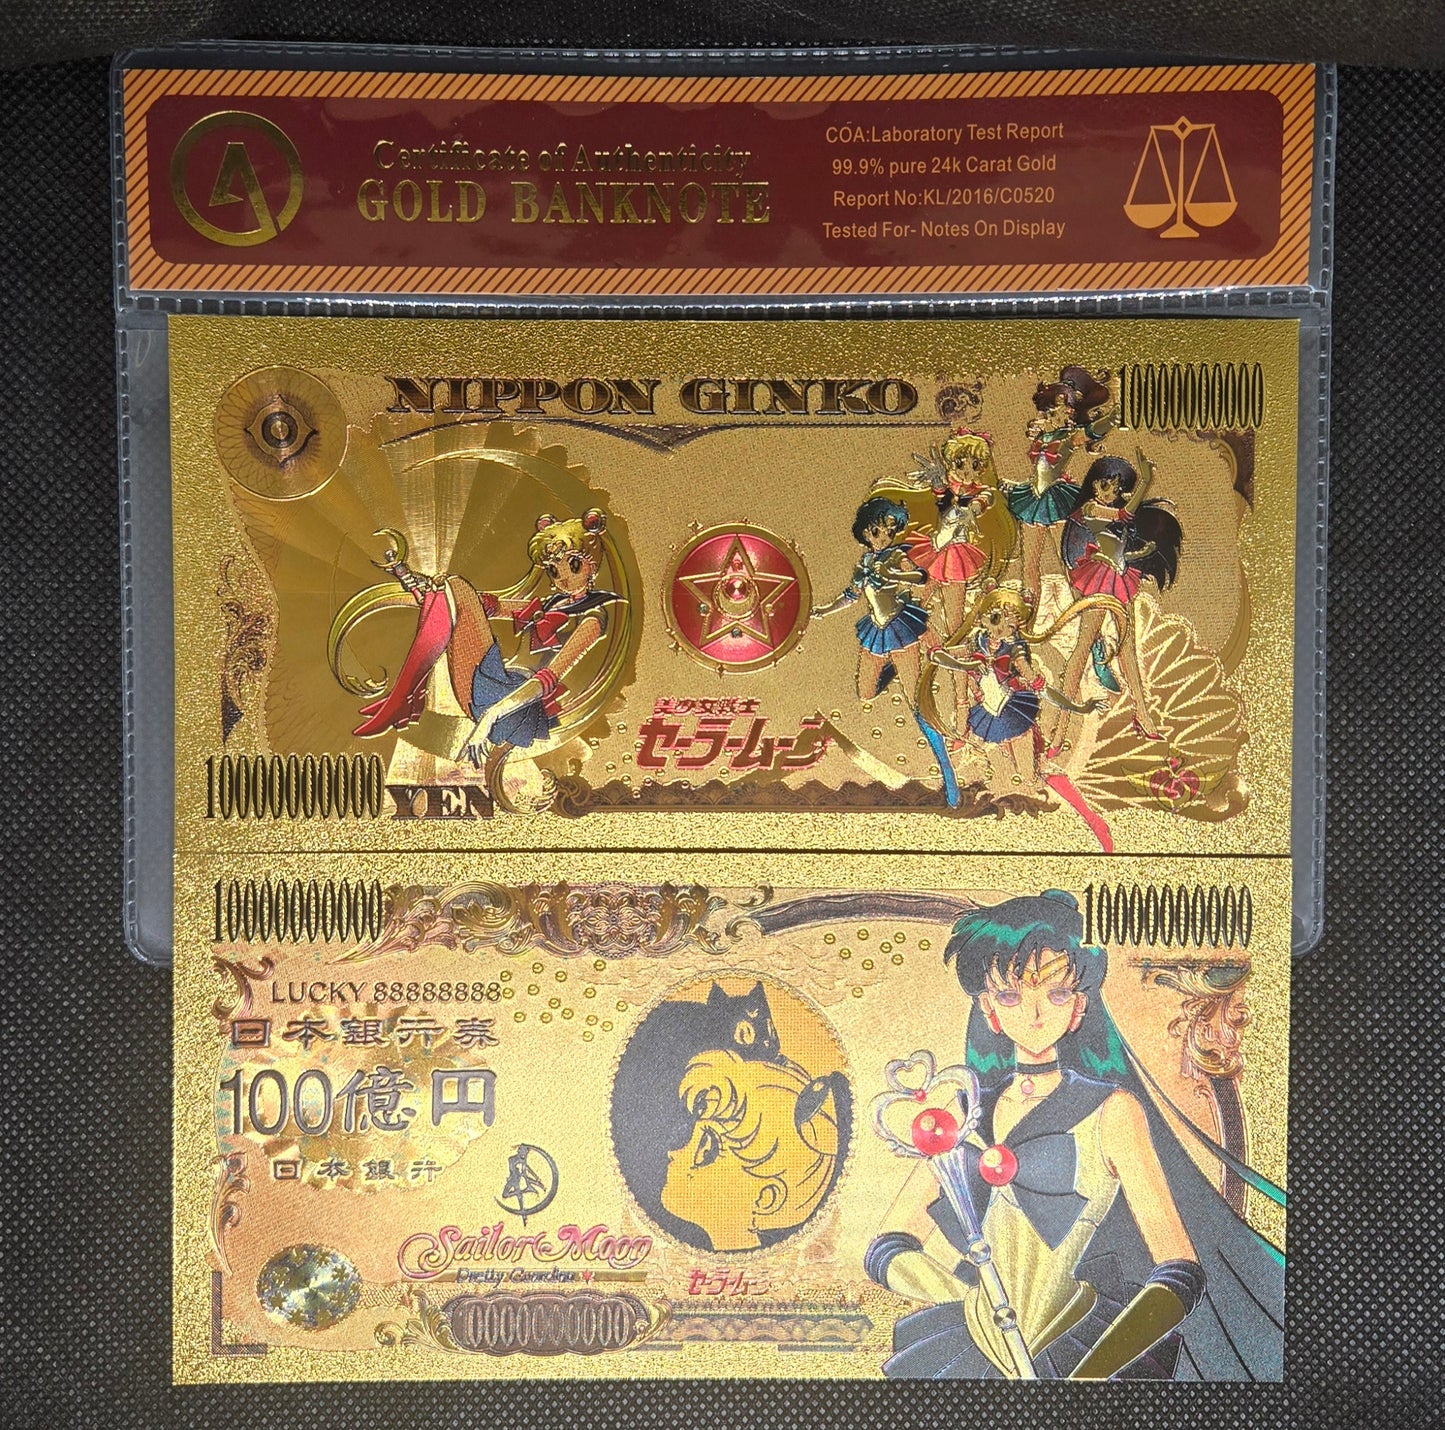 Certificate of Authenticity
GOLD BANKNOTE
COA:Laboratory Test Report
99.9% pure 24k Carat Gold
Report No:KL/2016/C0520
Tested For- Notes On Display
NIPPON GINKO
10000000000
美少女戦士
セーラームーン
10000000000
YEN
10000000000
10000000000
LUCKY 88888888
日本銀行券
100億円
日本銀行
Sailor Moon
Pretty Guardian
セーラームーン
10000000000